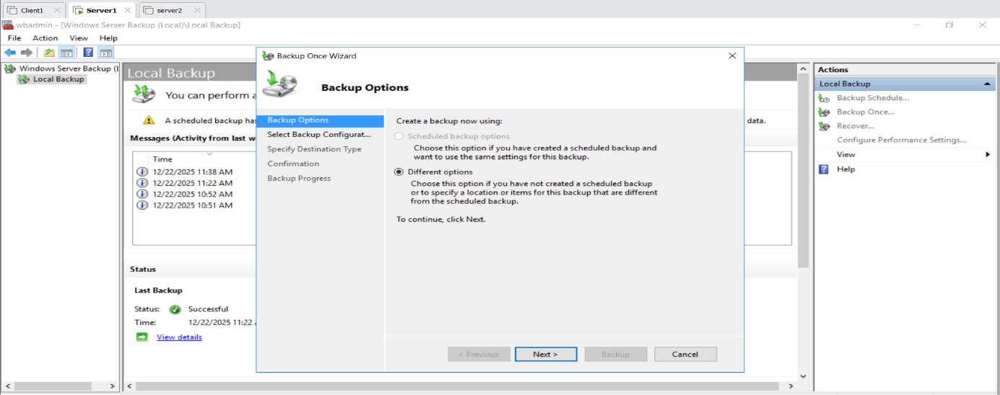 Client1
Server1
server2
wbadmin - [Windows Server Backup (Local)\Local Backup]
File Action View Help
Windows Server Backup (L
Local Backup
Local Backup
You can perform a
A scheduled backup has
data.
Messages (Activity from last w
Time
12/22/2025 11:38 AM
12/22/2025 11:22 AM
12/22/2025 10:52 AM
12/22/2025 10:51 AM
Status
Last Backup
Status: Successful
Time: 12/22/2025 11:22
View details
Backup Once Wizard
Backup Options
Backup Options
Select Backup Configurat...
Specify Destination Type
Confirmation
Backup Progress
Create a backup now using:
Scheduled backup options
Choose this option if you have created a scheduled backup and
want to use the same settings for this backup.
Different options
Choose this option if you have not created a scheduled backup
or to specify a location or items for this backup that are different
from the scheduled backup.
To continue, click Next.
< Previous
Next >
Backup
Cancel
Actions
Local Backup
Backup Schedule...
Backup Once...
Recover...
Configure Performance Settings...
View
Help